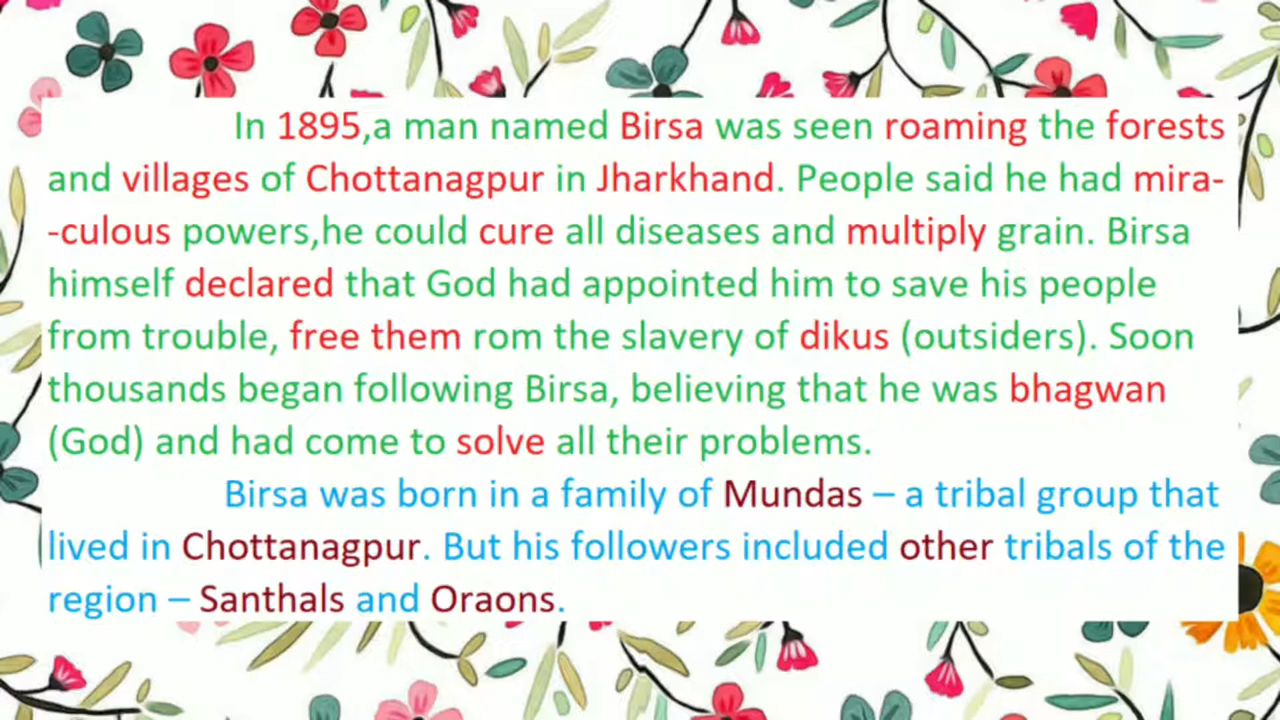 In 1895,a man named Birsa was seen roaming the forests
and villages of Chottanagpur in Jharkhand. People said he had mira-
-culous powers,he could cure all diseases and multiply grain. Birsa
himself declared that God had appointed him to save his people
from trouble, free them rom the slavery of dikus (outsiders). Soon
thousands began following Birsa, believing that he was bhagwan
(God) and had come to solve all their problems.
Birsa was born in a family of Mundas – a tribal group that
lived in Chottanagpur. But his followers included other tribals of the
region – Santhals and Oraons.